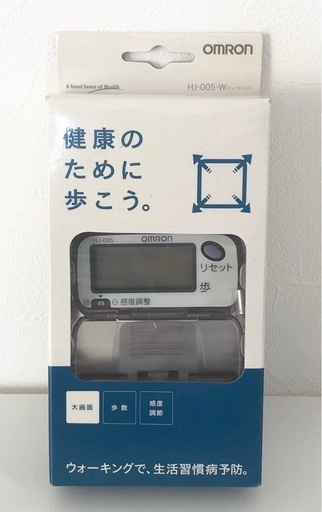 A Good Sense of Health
OMRON
HJ-005-W
健康の
ために
歩こう。
HJ-005
OMRON
リセット
歩
⊕ ⊖感度調整
大画面
歩数
感度
調節
ウォーキングで、生活習慣病予防。